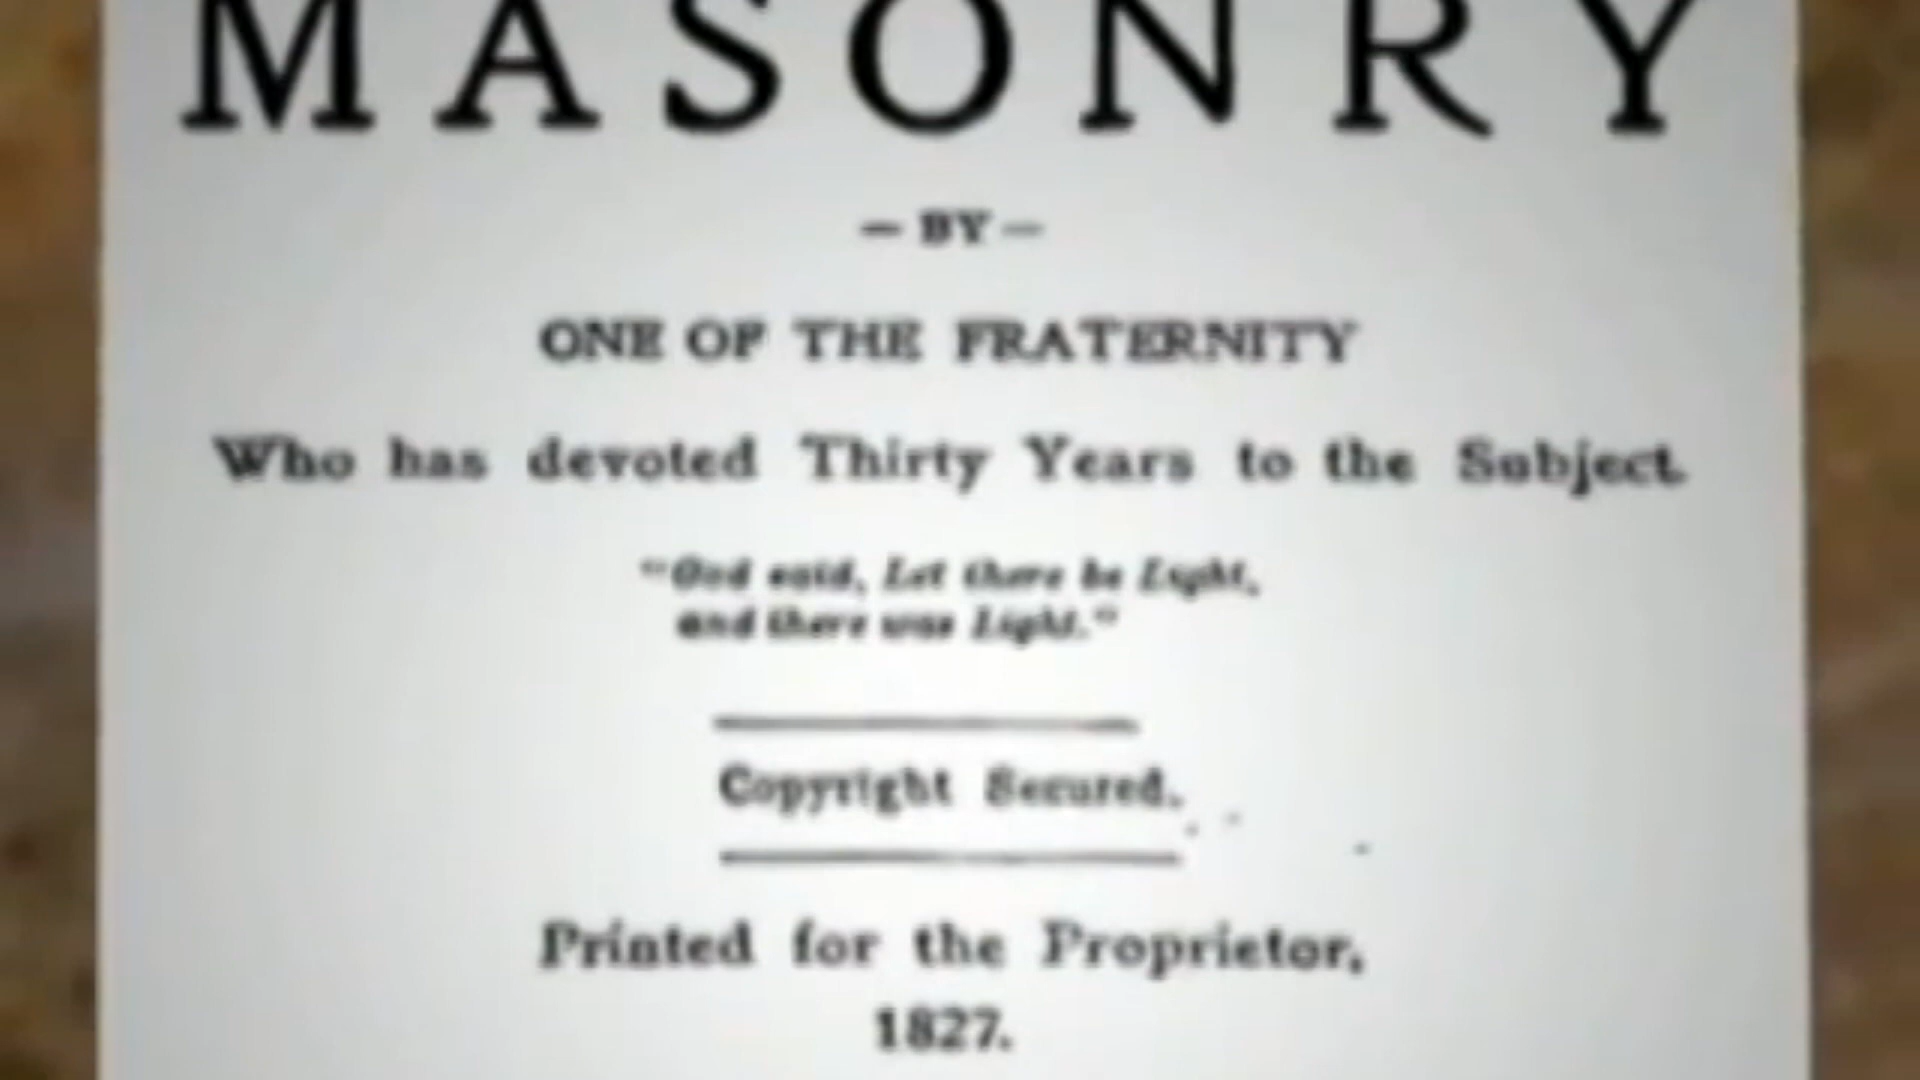 MASONRY
— BY —
ONE OF THE FRATERNITY
Who has devoted Thirty Years to the Subject.
"God said, Let there be Light,
and there was Light."
Copyright Secured.
Printed for the Proprietor,
1827.